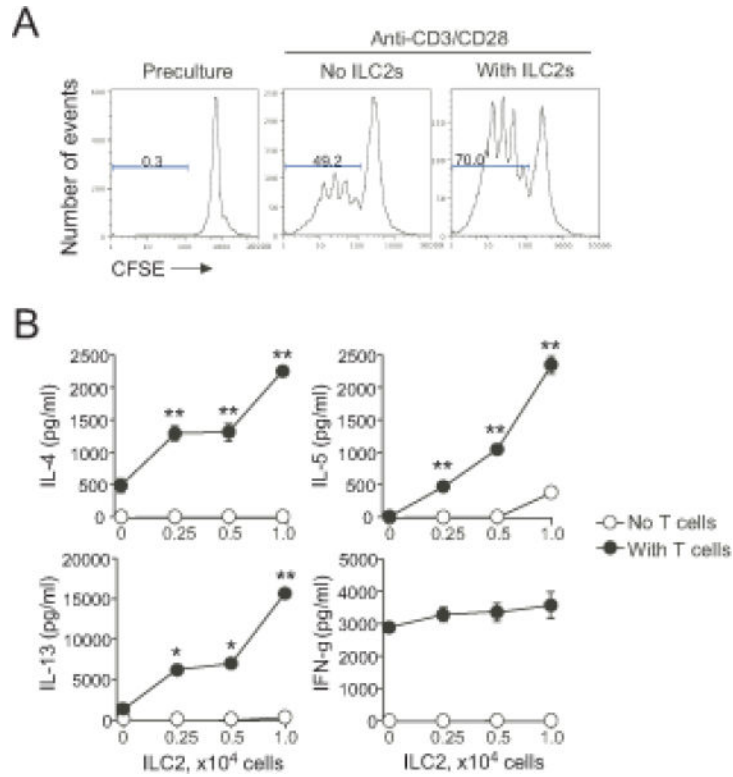 A
Anti-CD3/CD28
Preculture
No ILC2s
With ILC2s
Number of events
0.3
49.2
70.0
CFSE
B
IL-4 (pg/ml)
2500
2000
1500
1000
500
0
**
**
**
0 0.25 0.5 1.0
IL-5 (pg/ml)
2500
2000
1500
1000
500
0
**
**
**
0 0.25 0.5 1.0
No T cells
With T cells
IL-13 (pg/ml)
20000
15000
10000
5000
0
*
*
**
0 0.25 0.5 1.0
ILC2, x10⁴ cells
IFN-g (pg/ml)
5000
4000
3000
2000
1000
0
0 0.25 0.5 1.0
ILC2, x10⁴ cells